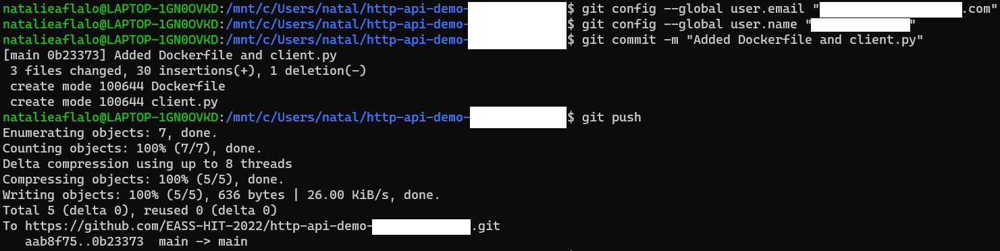 natalieaflalo@LAPTOP-1GN0OVKD:/mnt/c/Users/natal/http-api-demo-$ git config --global user.email ".com"
natalieaflalo@LAPTOP-1GN0OVKD:/mnt/c/Users/natal/http-api-demo-$ git config --global user.name ""
natalieaflalo@LAPTOP-1GN0OVKD:/mnt/c/Users/natal/http-api-demo-$ git commit -m "Added Dockerfile and client.py"
[main 0b23373] Added Dockerfile and client.py
 3 files changed, 30 insertions(+), 1 deletion(-)
 create mode 100644 Dockerfile
 create mode 100644 client.py
natalieaflalo@LAPTOP-1GN0OVKD:/mnt/c/Users/natal/http-api-demo-$ git push
Enumerating objects: 7, done.
Counting objects: 100% (7/7), done.
Delta compression using up to 8 threads
Compressing objects: 100% (5/5), done.
Writing objects: 100% (5/5), 636 bytes | 26.00 KiB/s, done.
Total 5 (delta 0), reused 0 (delta 0)
To https://github.com/EASS-HIT-2022/http-api-demo-.git
   aab8f75..0b23373  main -> main